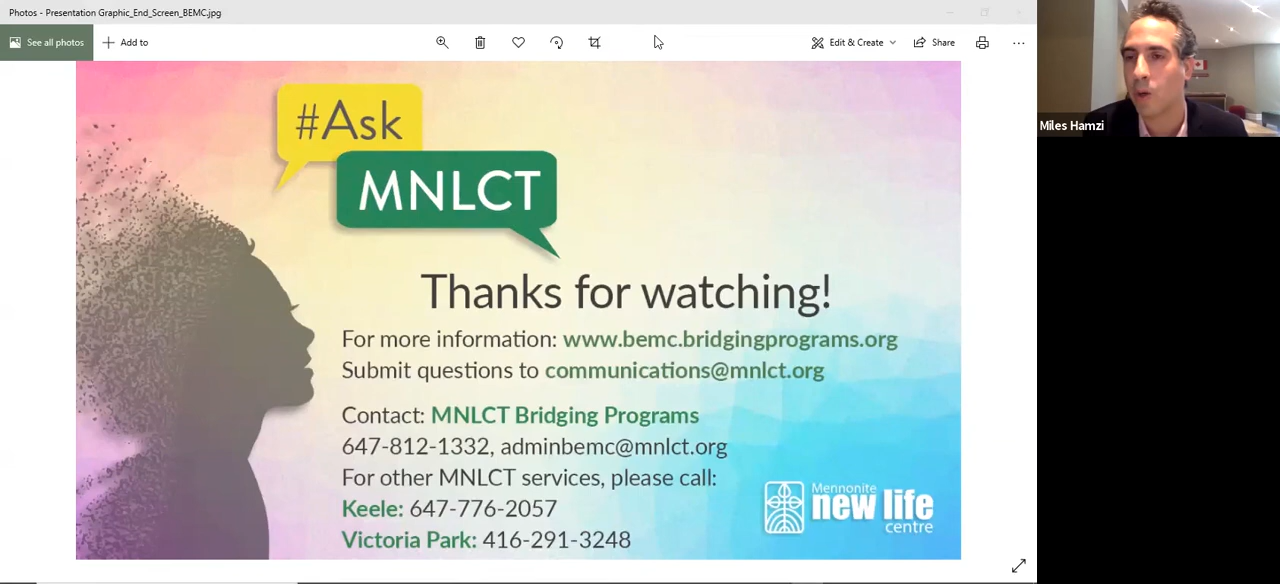 Photos - Presentation Graphic_End_Screen_BEMC.jpg
See all photos
Add to
Edit & Create
Share
Miles Hamzi
#Ask
MNLCT
Thanks for watching!
For more information: www.bemc.bridgingprograms.org
Submit questions to communications@mnlct.org
Contact: MNLCT Bridging Programs
647-812-1332, adminbemc@mnlct.org
For other MNLCT services, please call:
Keele: 647-776-2057
Victoria Park: 416-291-3248
Mennonite
new life
centre